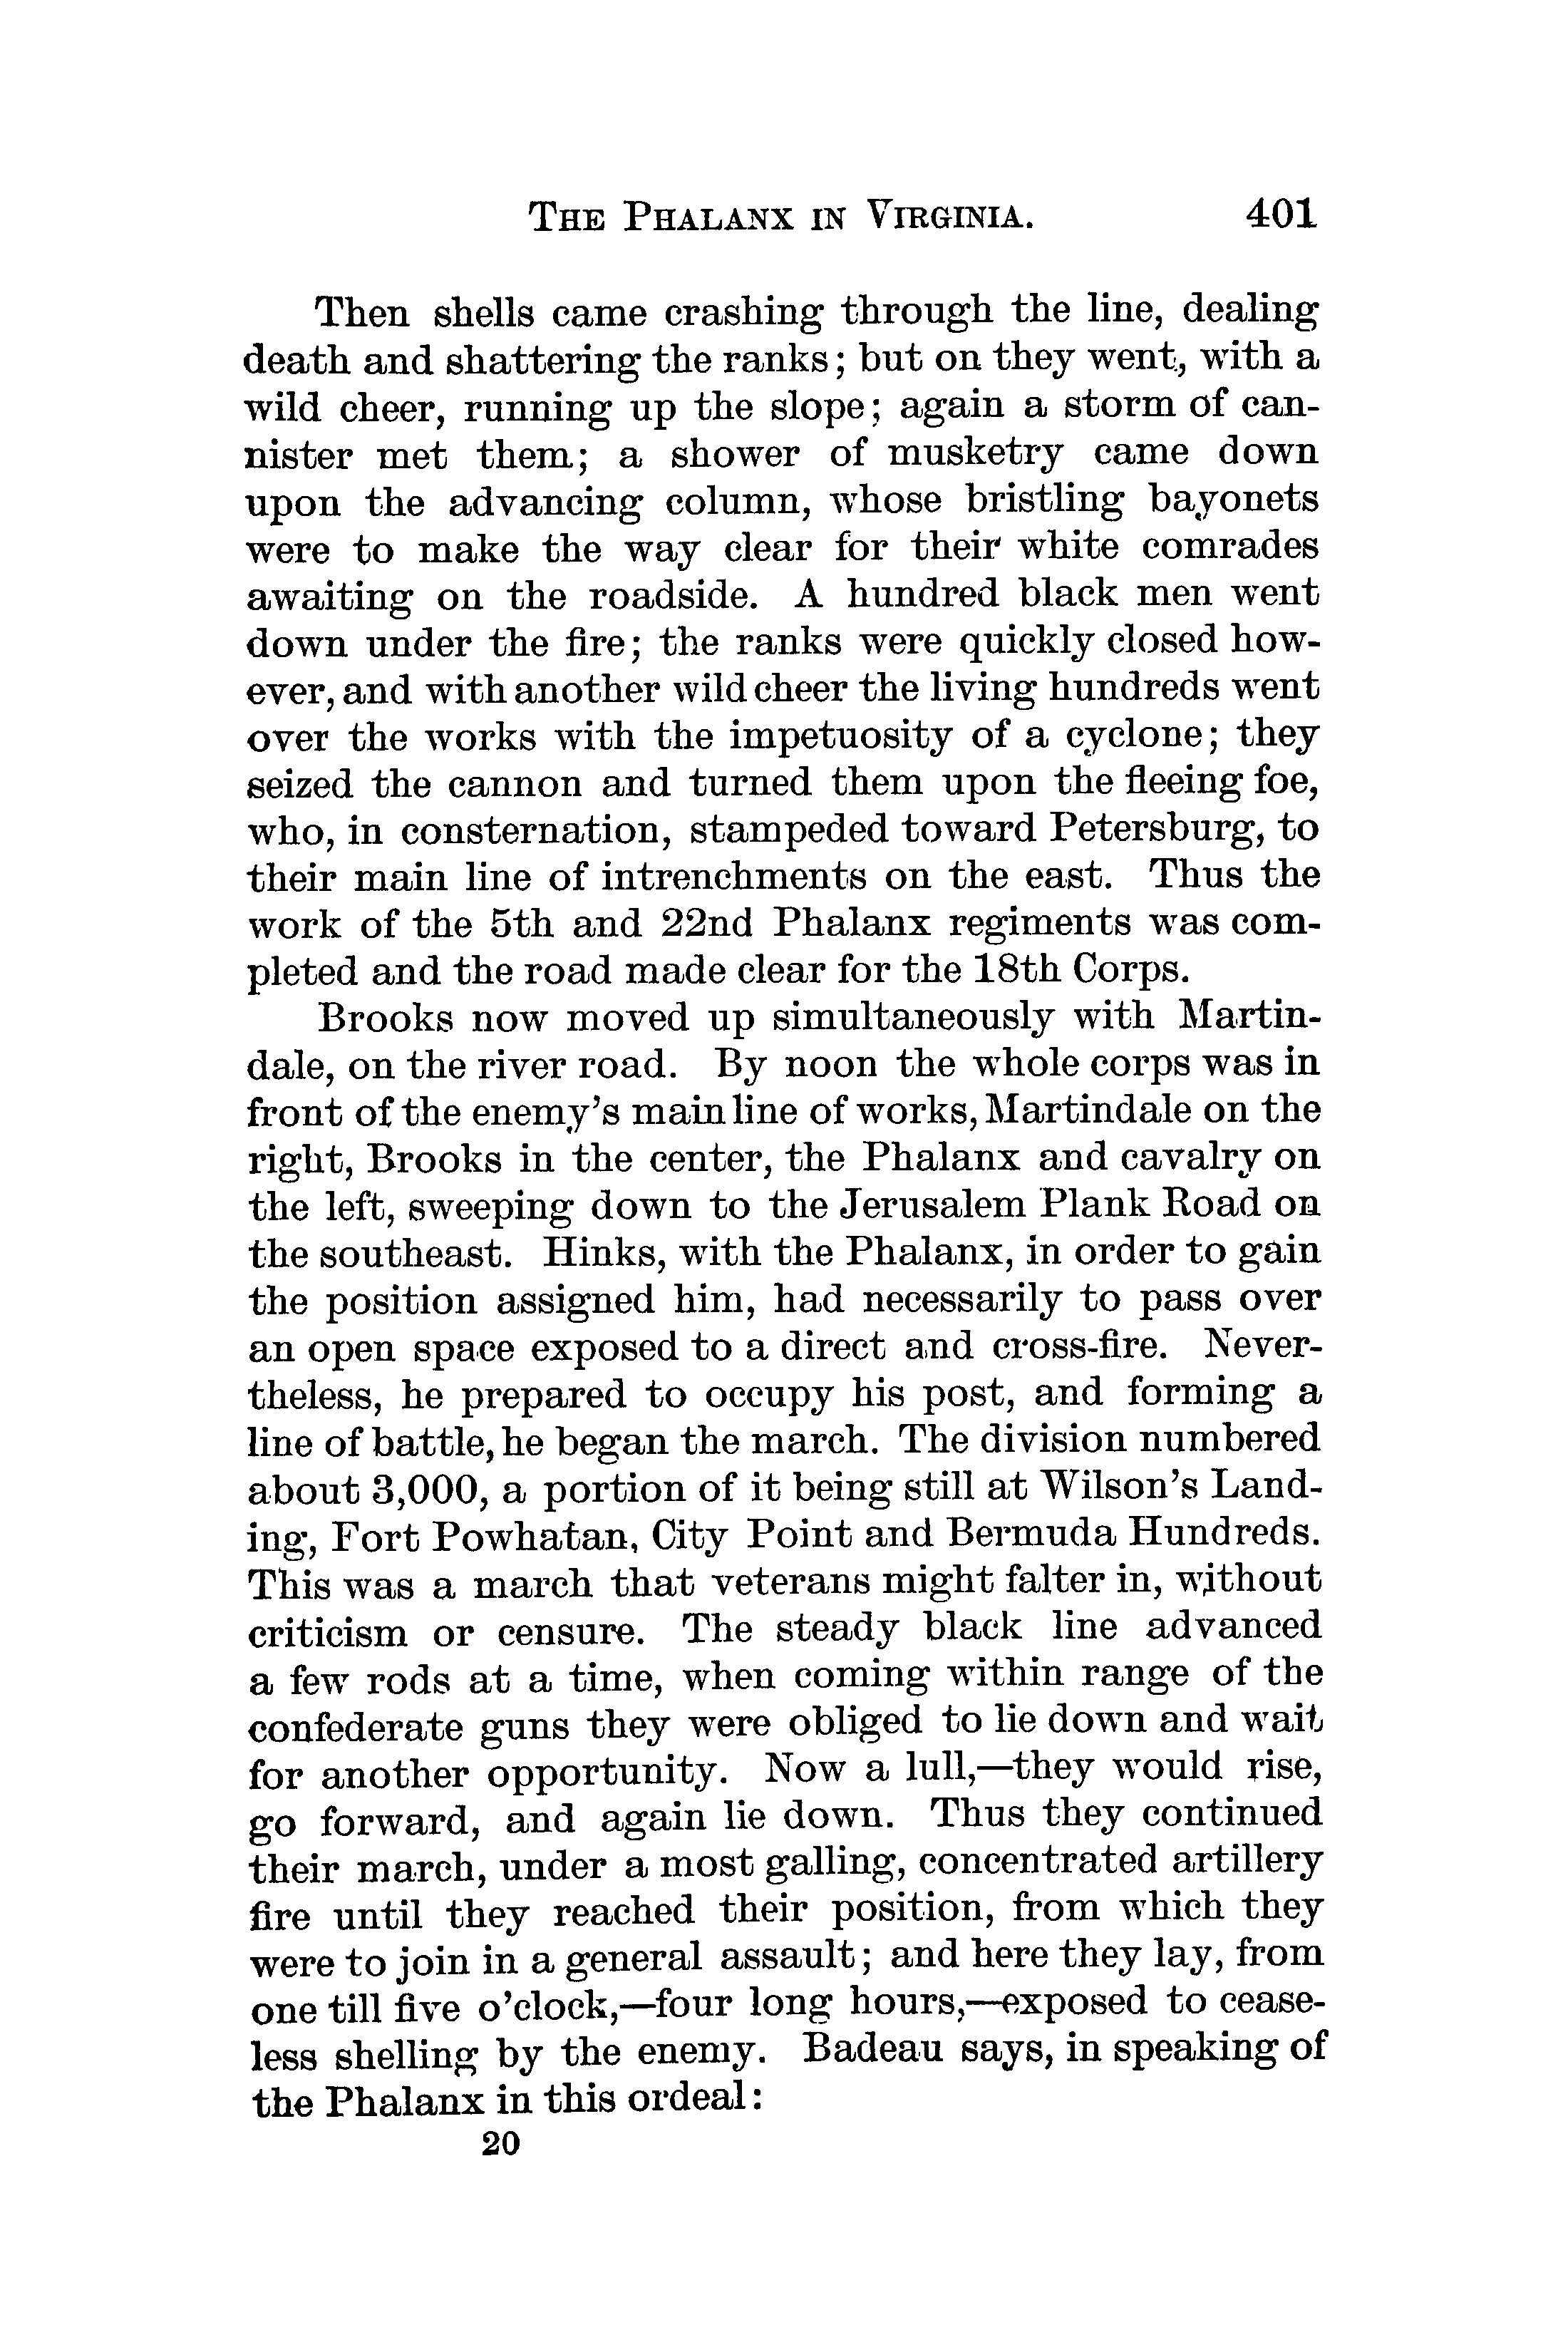 THE PHALANX IN VIRGINIA. 401
Then shells came crashing through the line, dealing
death and shattering the ranks; but on they went, with a
wild cheer, running up the slope; again a storm of can-
nister met them; a shower of musketry came down
upon the advancing column, whose bristling bayonets
were to make the way clear for their white comrades
awaiting on the roadside. A hundred black men went
down under the fire; the ranks were quickly closed how-
ever, and with another wild cheer the living hundreds went
over the works with the impetuosity of a cyclone; they
seized the cannon and turned them upon the fleeing foe,
who, in consternation, stampeded toward Petersburg, to
their main line of intrenchments on the east. Thus the
work of the 5th and 22nd Phalanx regiments was com-
pleted and the road made clear for the 18th Corps.
Brooks now moved up simultaneously with Martin-
dale, on the river road. By noon the whole corps was in
front of the enemy's main line of works, Martindale on the
right, Brooks in the center, the Phalanx and cavalry on
the left, sweeping down to the Jerusalem Plank Road on
the southeast. Hinks, with the Phalanx, in order to gain
the position assigned him, had necessarily to pass over
an open space exposed to a direct and cross-fire. Never-
theless, he prepared to occupy his post, and forming a
line of battle, he began the march. The division numbered
about 3,000, a portion of it being still at Wilson's Land-
ing, Fort Powhatan, City Point and Bermuda Hundreds.
This was a march that veterans might falter in, without
criticism or censure. The steady black line advanced
a few rods at a time, when coming within range of the
confederate guns they were obliged to lie down and wait
for another opportunity. Now a lull,—they would rise,
go forward, and again lie down. Thus they continued
their march, under a most galling, concentrated artillery
fire until they reached their position, from which they
were to join in a general assault; and here they lay, from
one till five o'clock,—four long hours,—exposed to cease-
less shelling by the enemy. Badeau says, in speaking of
the Phalanx in this ordeal:
20